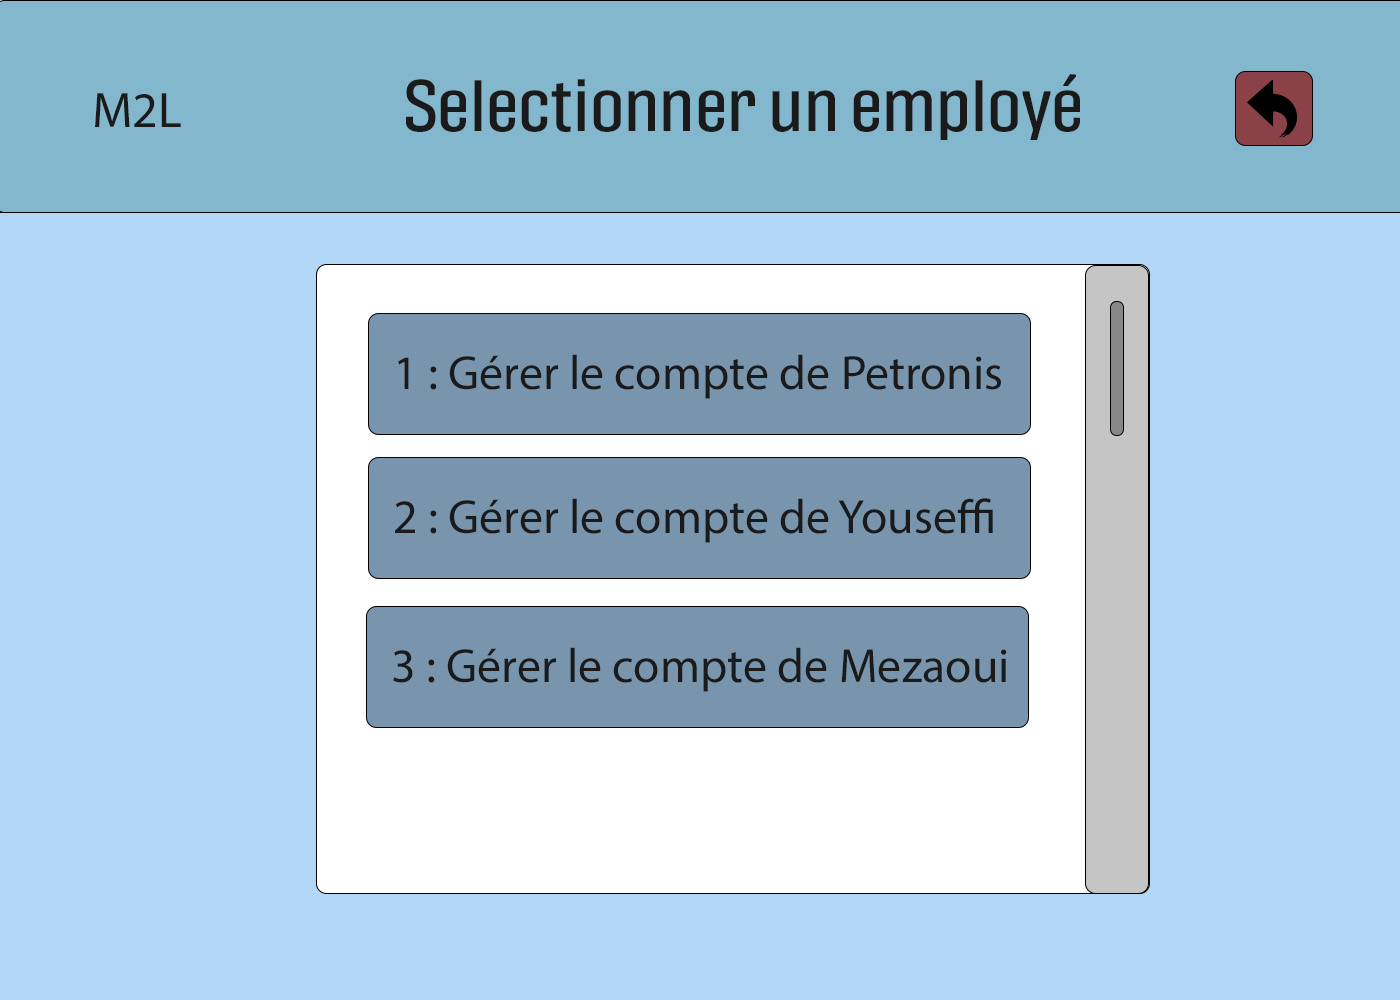 M2L
Selectionner un employé
1 : Gérer le compte de Petronis
2 : Gérer le compte de Youseffi
3 : Gérer le compte de Mezaoui